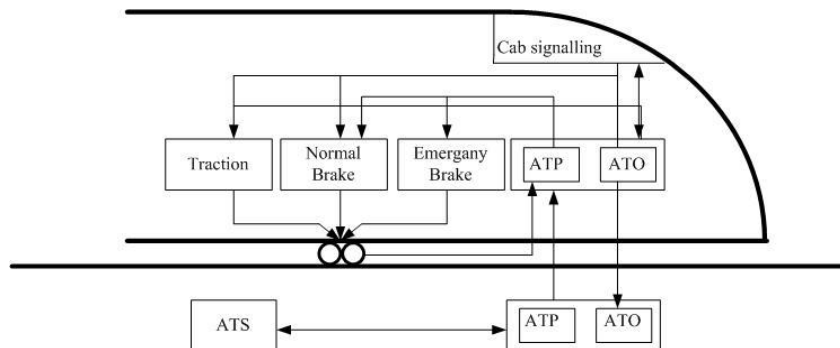 Cab signalling
Traction
Normal
Brake
Emergany
Brake
ATP
ATO
ATS
ATP
ATO